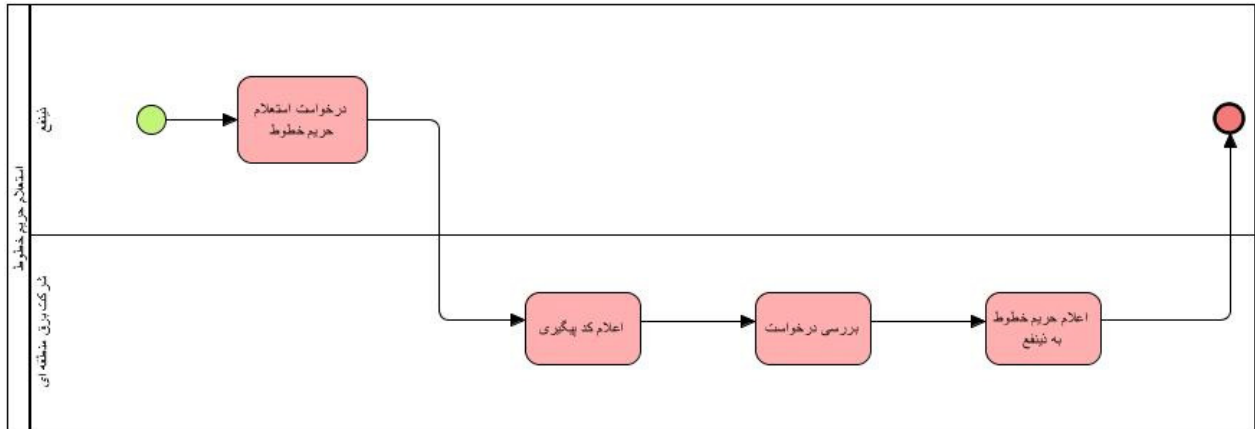 استعلام حریم خطوط
ذینفع
درخواست استعلام
حریم خطوط
شرکت برق منطقه ای
اعلام کد پیگیری
بررسی درخواست
اعلام حریم خطوط
به ذینفع